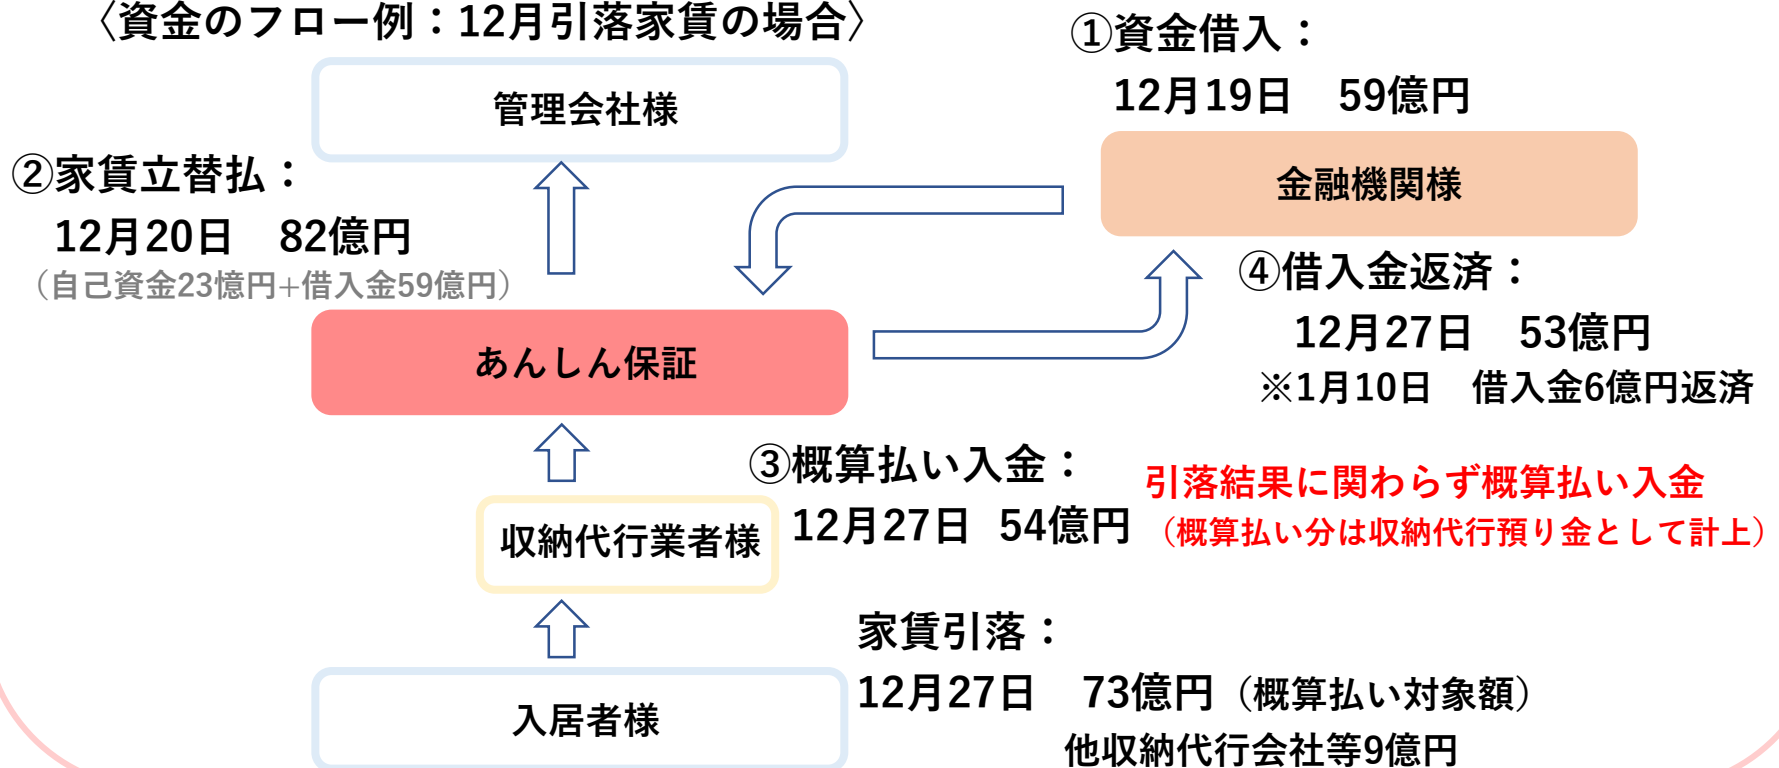 〈資金のフロー例：12月引落家賃の場合〉
①資金借入：
12月19日　59億円
管理会社様
金融機関様
②家賃立替払：
12月20日　82億円
（自己資金23憶円+借入金59億円）
④借入金返済：
12月27日　53億円
※1月10日　借入金6億円返済
あんしん保証
③概算払い入金：
12月27日 54億円
引落結果に関わらず概算払い入金
（概算払い分は収納代行預り金として計上）
収納代行業者様
家賃引落：
12月27日　73億円（概算払い対象額）
他収納代行会社等9億円
入居者様